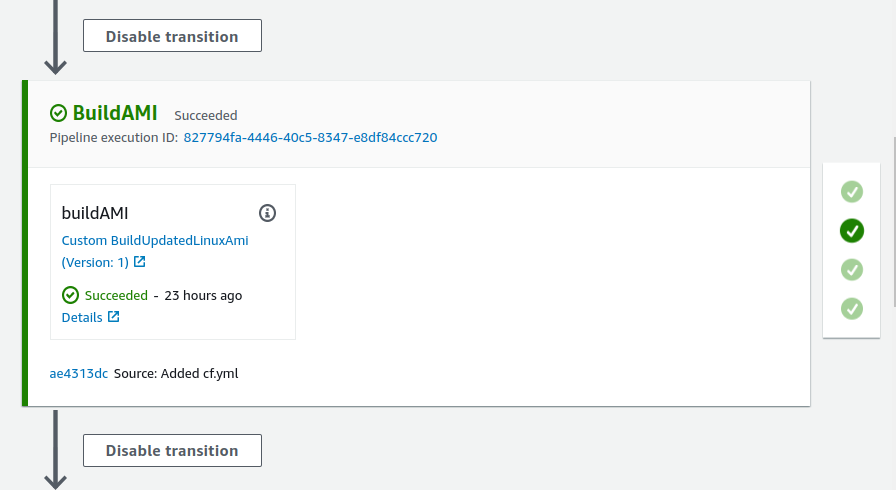 Disable transition
BuildAMI Succeeded
Pipeline execution ID: 827794fa-4446-40c5-8347-e8df84ccc720
buildAMI
Custom BuildUpdatedLinuxAmi
(Version: 1)
Succeeded - 23 hours ago
Details
ae4313dc Source: Added cf.yml
Disable transition